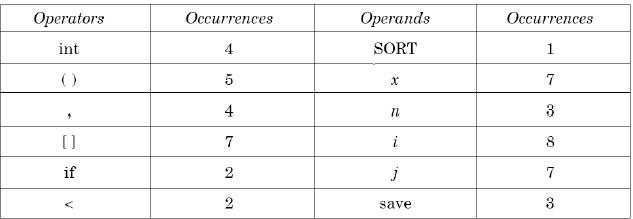 Operators Occurrences Operands Occurrences
int 4 SORT 1
( ) 5 x 7
, 4 n 3
[ ] 7 i 8
if 2 j 7
< 2 save 3